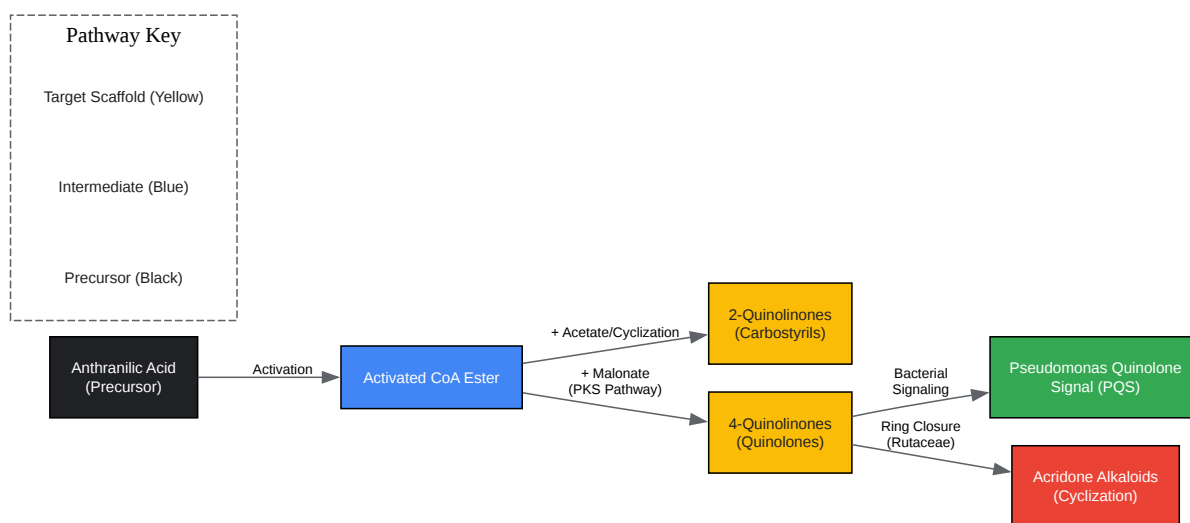 Pathway Key
Target Scaffold (Yellow)
Intermediate (Blue)
Precursor (Black)
Anthranilic Acid
(Precursor)
Activation
Activated CoA Ester
+ Acetate/Cyclization
+ Malonate
(PKS Pathway)
2-Quinolinones
(Carbostyrils)
4-Quinolinones
(Quinolones)
Bacterial
Signaling
Ring Closure
(Rutaceae)
Pseudomonas Quinolone
Signal (PQS)
Acridone Alkaloids
(Cyclization)